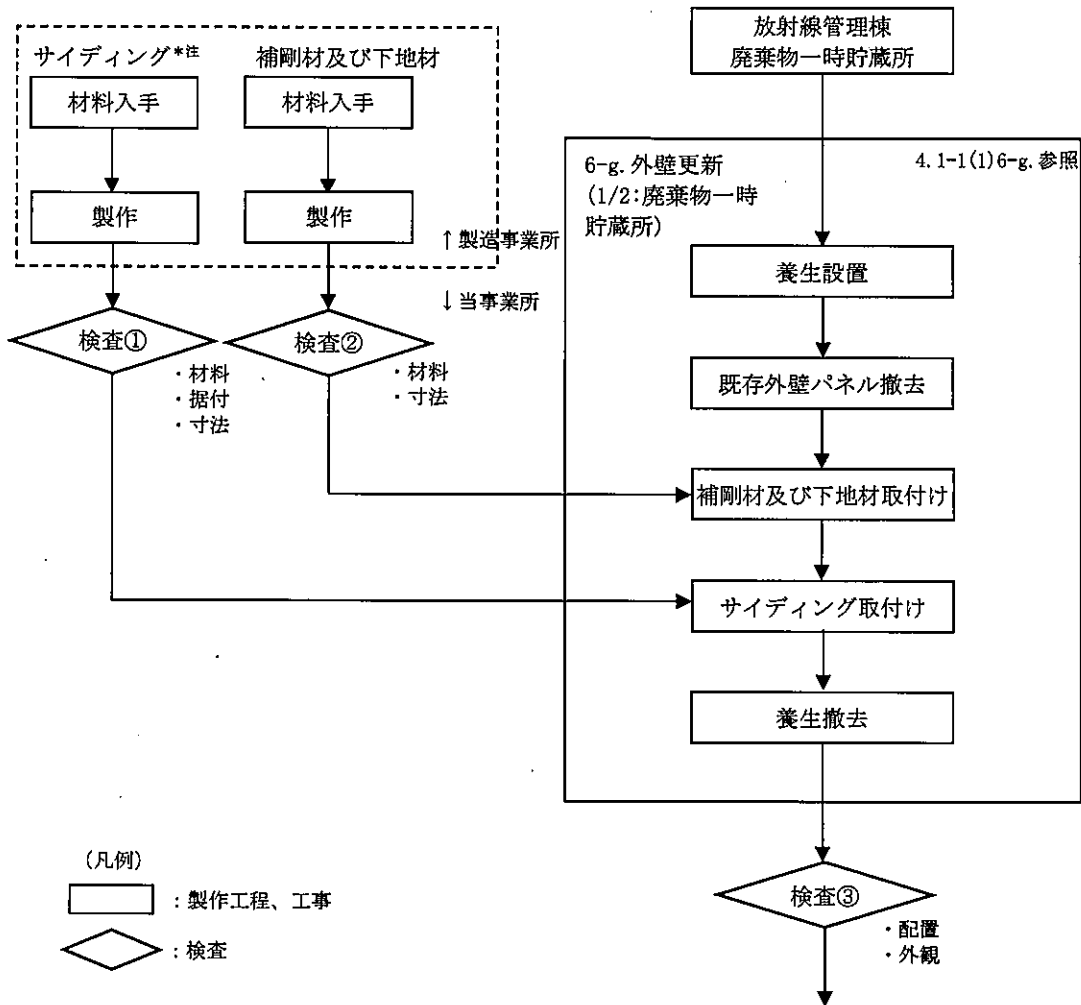 サイディング*注
材料入手
製作
検査①
・材料
・据付
・寸法
補剛材及び下地材
材料入手
製作
検査②
・材料
・寸法
↑製造事業所
↓当事業所
放射線管理棟
廃棄物一時貯蔵所
6-g. 外壁更新
(1/2:廃棄物一時
貯蔵所)
4.1-1(1)6-g.参照
養生設置
既存外壁パネル撤去
補剛材及び下地材取付け
サイディング取付け
養生撤去
検査③
・配置
・外観
(凡例)
:製作工程、工事
:検査